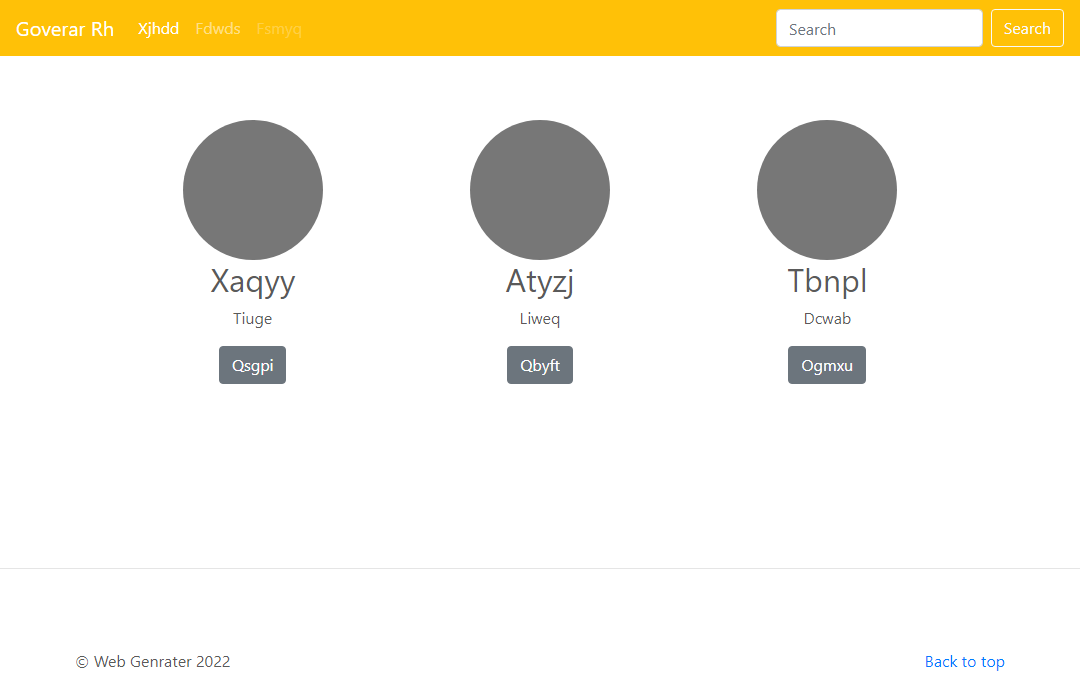 Goverar Rh Xjhdd Fdwds Fsmyq Search Search
Xaqyy Atyzj Tbnpl
Tiuge Liweq Dcwab
Qsgpi Qbyft Ogmxu
© Web Genrater 2022 Back to top